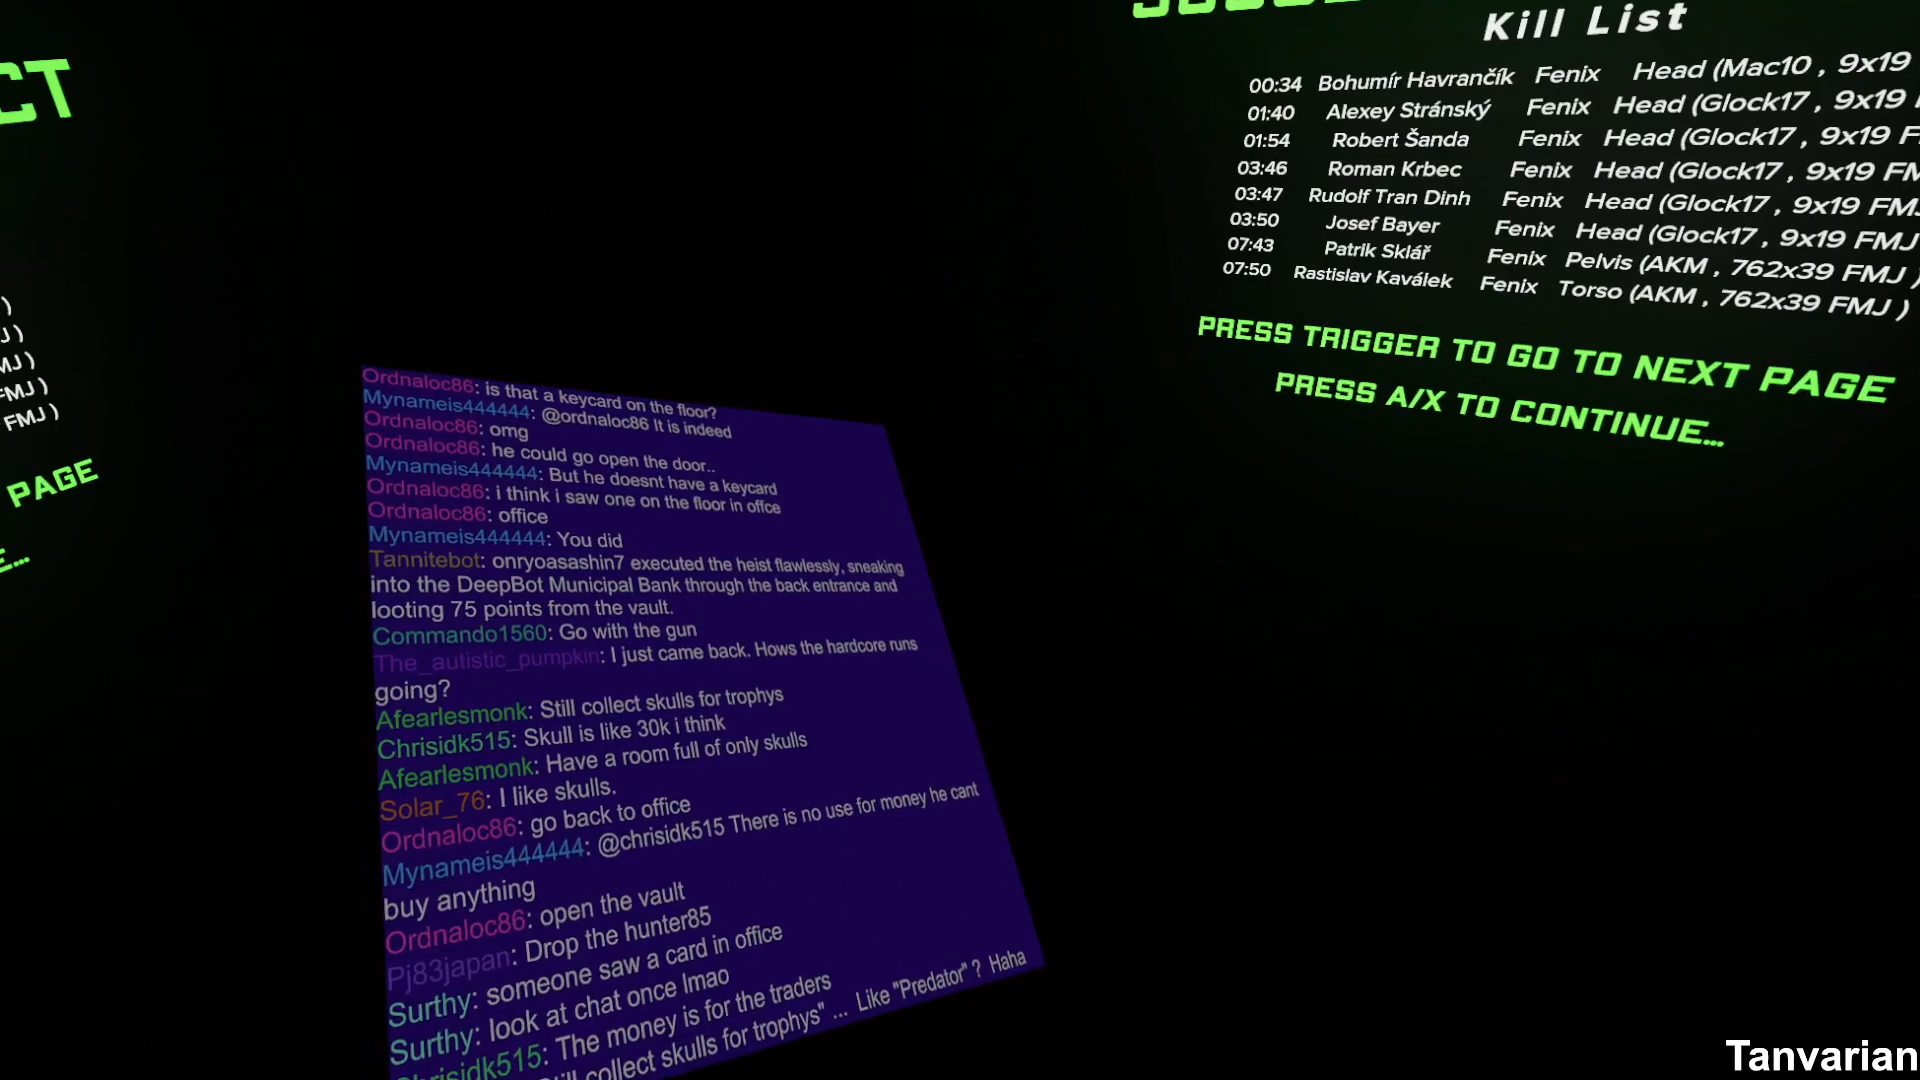 CT
)
J )
MJ )
FMJ )
FMJ )
PAGE
E...
Kill List
00:34 Bohumír Havrančík Fenix Head (Mac10 , 9x19
01:40 Alexey Stránský Fenix Head (Glock17 , 9x19
01:54 Robert Šanda Fenix Head (Glock17 , 9x19 F
03:46 Roman Krbec Fenix Head (Glock17 , 9x19 FM
03:47 Rudolf Tran Dinh Fenix Head (Glock17 , 9x19 FMJ
03:50 Josef Bayer Fenix Head (Glock17 , 9x19 FMJ
07:43 Patrik Sklář Fenix Pelvis (AKM , 762x39 FMJ )
07:50 Rastislav Kaválek Fenix Torso (AKM , 762x39 FMJ )
PRESS TRIGGER TO GO TO NEXT PAGE
PRESS A/X TO CONTINUE...
Ordnaloc86: is that a keycard on the floor?
Mynameis444444: @ordnaloc86 It is indeed
Ordnaloc86: omg
Ordnaloc86: he could go open the door..
Mynameis444444: But he doesnt have a keycard
Ordnaloc86: i think i saw one on the floor in offce
Ordnaloc86: office
Mynameis444444: You did
Tannitebot: onryoasashin7 executed the heist flawlessly, sneaking
into the DeepBot Municipal Bank through the back entrance and
looting 75 points from the vault.
Commando1560: Go with the gun
The_autistic_pumpkin: I just came back. Hows the hardcore runs
going?
Afearlesmonk: Still collect skulls for trophys
Chrisidk515: Skull is like 30k i think
Afearlesmonk: Have a room full of only skulls
Solar_76: I like skulls.
Ordnaloc86: go back to office
Mynameis444444: @chrisidk515 There is no use for money he cant
buy anything
Ordnaloc86: open the vault
Pj83japan: Drop the hunter85
Surthy: someone saw a card in office
Surthy: look at chat once lmao
Chrisidk515: The money is for the traders
Still collect skulls for trophys" ... Like "Predator" ? Haha
Tanvarian